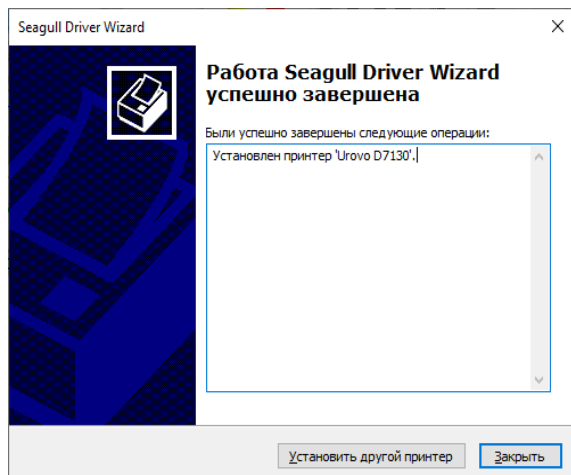 Seagull Driver Wizard
Работа Seagull Driver Wizard
успешно завершена
Были успешно завершены следующие операции:
Установлен принтер 'Urovo D7130'.
Установить другой принтер
Закрыть